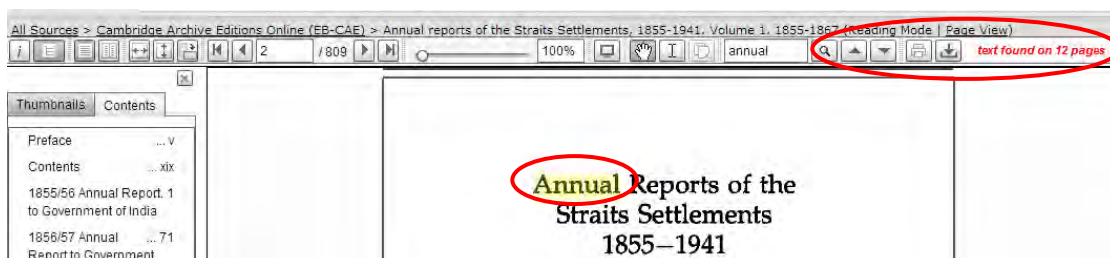 All Sources > Cambridge Archive Editions Online (EB-CAE) > Annual reports of the Straits Settlements, 1855-1941. Volume 1. 1855-1867 (Reading Mode | Page View)
i 2 / 809 100% annual text found on 12 pages
Thumbnails Contents
Preface ... v
Contents ... xix
1855/56 Annual Report. 1
to Government of India
1856/57 Annual ... 71
Report to Government
Annual Reports of the
Straits Settlements
1855–1941